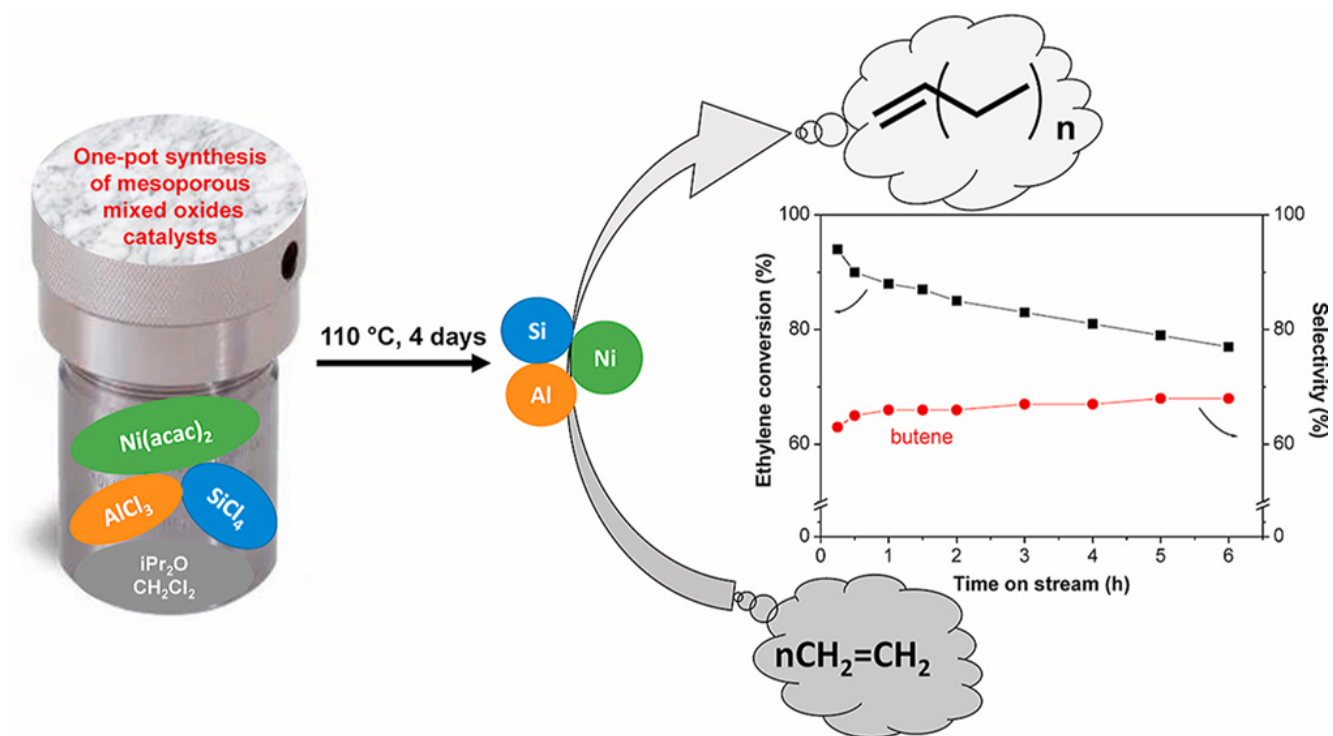 One-pot synthesis
of mesoporous
mixed oxides
catalysts
Ni(acac)₂
AlCl₃
SiCl₄
iPr₂O
CH₂Cl₂
110 °C, 4 days
Si
Ni
Al
n
nCH₂=CH₂
Ethylene conversion (%)
100
80
60
0
butene
100
80
60
0
Selectivity (%)
0
1
2
3
4
5
6
Time on stream (h)